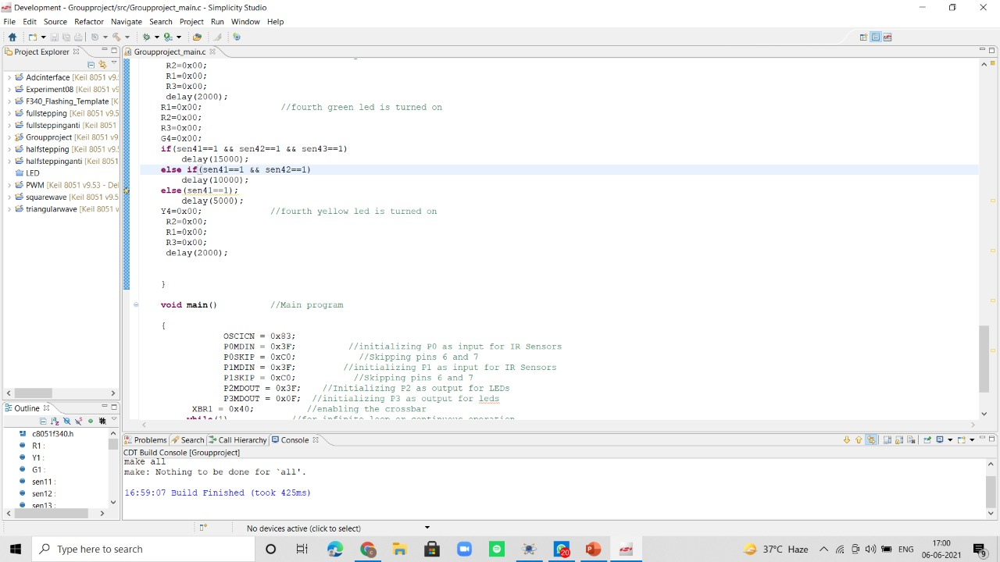 Development - Groupproject/src/Groupproject_main.c - Simplicity Studio
File Edit Source Refactor Navigate Search Project Run Window Help
Project Explorer
Adcinterface [Keil 8051 v9.
Experiment08 [Keil 8051 v9
F340_Flashing_Template [K
fullstepping [Keil 8051 v9.5
fullsteppinganti [Keil 8051
Groupproject [Keil 8051 v9
halfstepping [Keil 8051 v9.
halfsteppinganti [Keil 8051
LED
PWM [Keil 8051 v9.53 - Del
squarewave [Keil 8051 v9.5
triangularwave [Keil 8051 v
Groupproject_main.c
R2=0x00;
R1=0x00;
R3=0x00;
delay(2000);
R1=0x00; //fourth green led is turned on
R2=0x00;
R3=0x00;
G4=0x00;
if(sen41==1 && sen42==1 && sen43==1)
delay(15000);
else if(sen41==1 && sen42==1)
delay(10000);
else(sen41==1);
delay(5000);
Y4=0x00; //fourth yellow led is turned on
R2=0x00;
R1=0x00;
R3=0x00;
delay(2000);
}
void main() //Main program
{
OSCICN = 0x83;
P0MDIN = 0x3F; //initializing P0 as input for IR Sensors
P0SKIP = 0xC0; //Skipping pins 6 and 7
P1MDIN = 0x3F; //initializing P1 as input for IR Sensors
P1SKIP = 0xC0; //Skipping pins 6 and 7
P2MDOUT = 0x3F; //Initializing P2 as output for LEDs
P3MDOUT = 0x0F; //initializing P3 as output for leds
XBR1 = 0x40; //enabling the crossbar
while(1) //for infinite loop or continuous operation
Outline
c8051f340.h
R1 :
Y1 :
G1 :
sen11 :
sen12 :
sen13 :
Problems Search Call Hierarchy Console
CDT Build Console [Groupproject]
make all
make: Nothing to be done for `all'.
16:59:07 Build Finished (took 425ms)
No devices active (click to select)
Type here to search
20
37°C Haze
ENG
17:00
06-06-2021
9